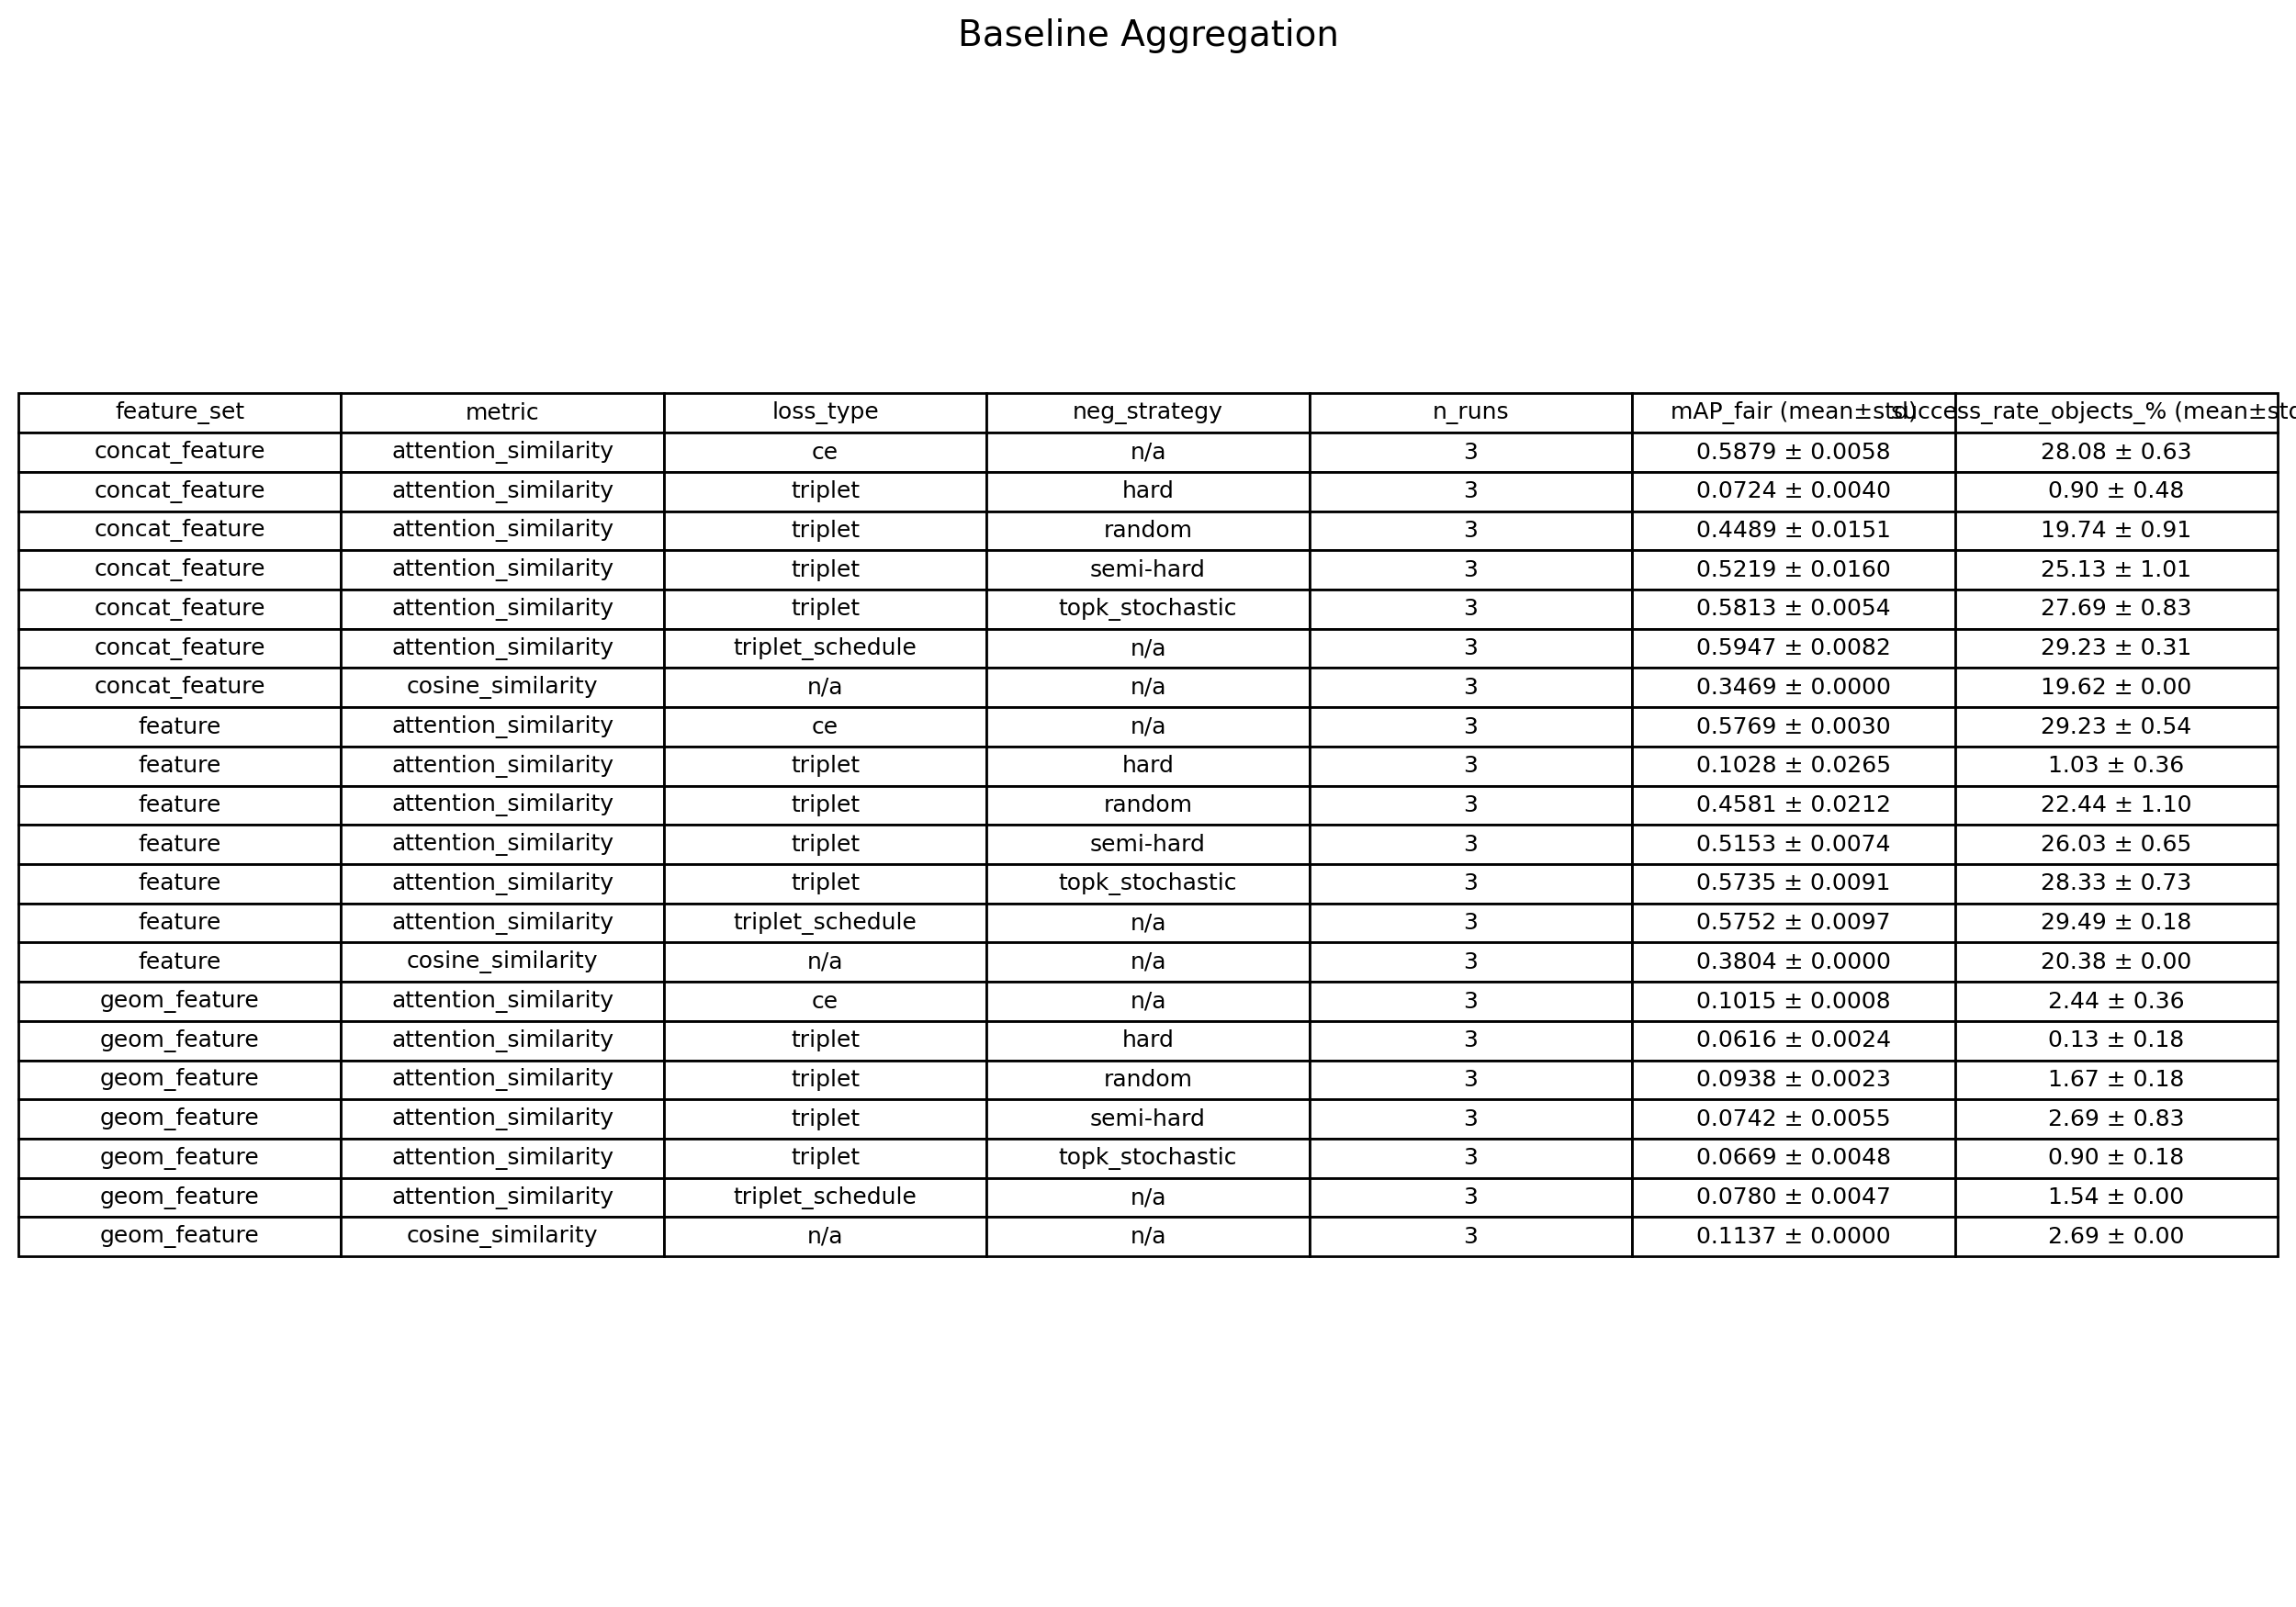 Baseline Aggregation
feature_set metric loss_type neg_strategy n_runs mAP_fair (mean±std) success_rate_objects_% (mean±std
concat_feature attention_similarity ce n/a 3 0.5879 ± 0.0058 28.08 ± 0.63
concat_feature attention_similarity triplet hard 3 0.0724 ± 0.0040 0.90 ± 0.48
concat_feature attention_similarity triplet random 3 0.4489 ± 0.0151 19.74 ± 0.91
concat_feature attention_similarity triplet semi-hard 3 0.5219 ± 0.0160 25.13 ± 1.01
concat_feature attention_similarity triplet topk_stochastic 3 0.5813 ± 0.0054 27.69 ± 0.83
concat_feature attention_similarity triplet_schedule n/a 3 0.5947 ± 0.0082 29.23 ± 0.31
concat_feature cosine_similarity n/a n/a 3 0.3469 ± 0.0000 19.62 ± 0.00
feature attention_similarity ce n/a 3 0.5769 ± 0.0030 29.23 ± 0.54
feature attention_similarity triplet hard 3 0.1028 ± 0.0265 1.03 ± 0.36
feature attention_similarity triplet random 3 0.4581 ± 0.0212 22.44 ± 1.10
feature attention_similarity triplet semi-hard 3 0.5153 ± 0.0074 26.03 ± 0.65
feature attention_similarity triplet topk_stochastic 3 0.5735 ± 0.0091 28.33 ± 0.73
feature attention_similarity triplet_schedule n/a 3 0.5752 ± 0.0097 29.49 ± 0.18
feature cosine_similarity n/a n/a 3 0.3804 ± 0.0000 20.38 ± 0.00
geom_feature attention_similarity ce n/a 3 0.1015 ± 0.0008 2.44 ± 0.36
geom_feature attention_similarity triplet hard 3 0.0616 ± 0.0024 0.13 ± 0.18
geom_feature attention_similarity triplet random 3 0.0938 ± 0.0023 1.67 ± 0.18
geom_feature attention_similarity triplet semi-hard 3 0.0742 ± 0.0055 2.69 ± 0.83
geom_feature attention_similarity triplet topk_stochastic 3 0.0669 ± 0.0048 0.90 ± 0.18
geom_feature attention_similarity triplet_schedule n/a 3 0.0780 ± 0.0047 1.54 ± 0.00
geom_feature cosine_similarity n/a n/a 3 0.1137 ± 0.0000 2.69 ± 0.00